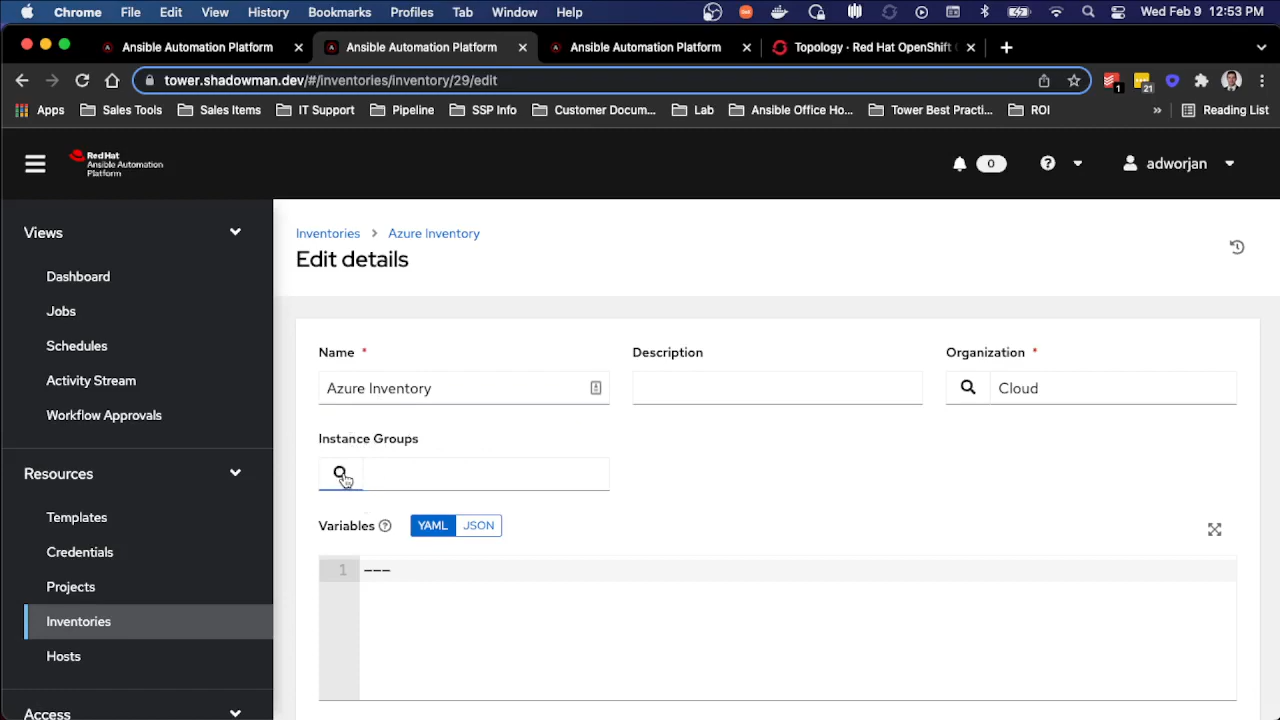 Chrome File Edit View History Bookmarks Profiles Tab Window Help Wed Feb 9 12:53 PM
Ansible Automation Platform Ansible Automation Platform Ansible Automation Platform Topology · Red Hat OpenShift
tower.shadowman.dev/#/inventories/inventory/29/edit 1 21
Apps Sales Tools Sales Items IT Support Pipeline SSP Info Customer Docum... Lab Ansible Office Ho... Tower Best Practi... ROI » Reading List
Red Hat
Ansible Automation
Platform
0 ? adworjan
Views
Dashboard
Jobs
Schedules
Activity Stream
Workflow Approvals
Resources
Templates
Credentials
Projects
Inventories
Hosts
Access
Inventories > Azure Inventory
Edit details
Name * Description Organization *
Azure Inventory Cloud
Instance Groups
Variables ? YAML JSON
1 ---